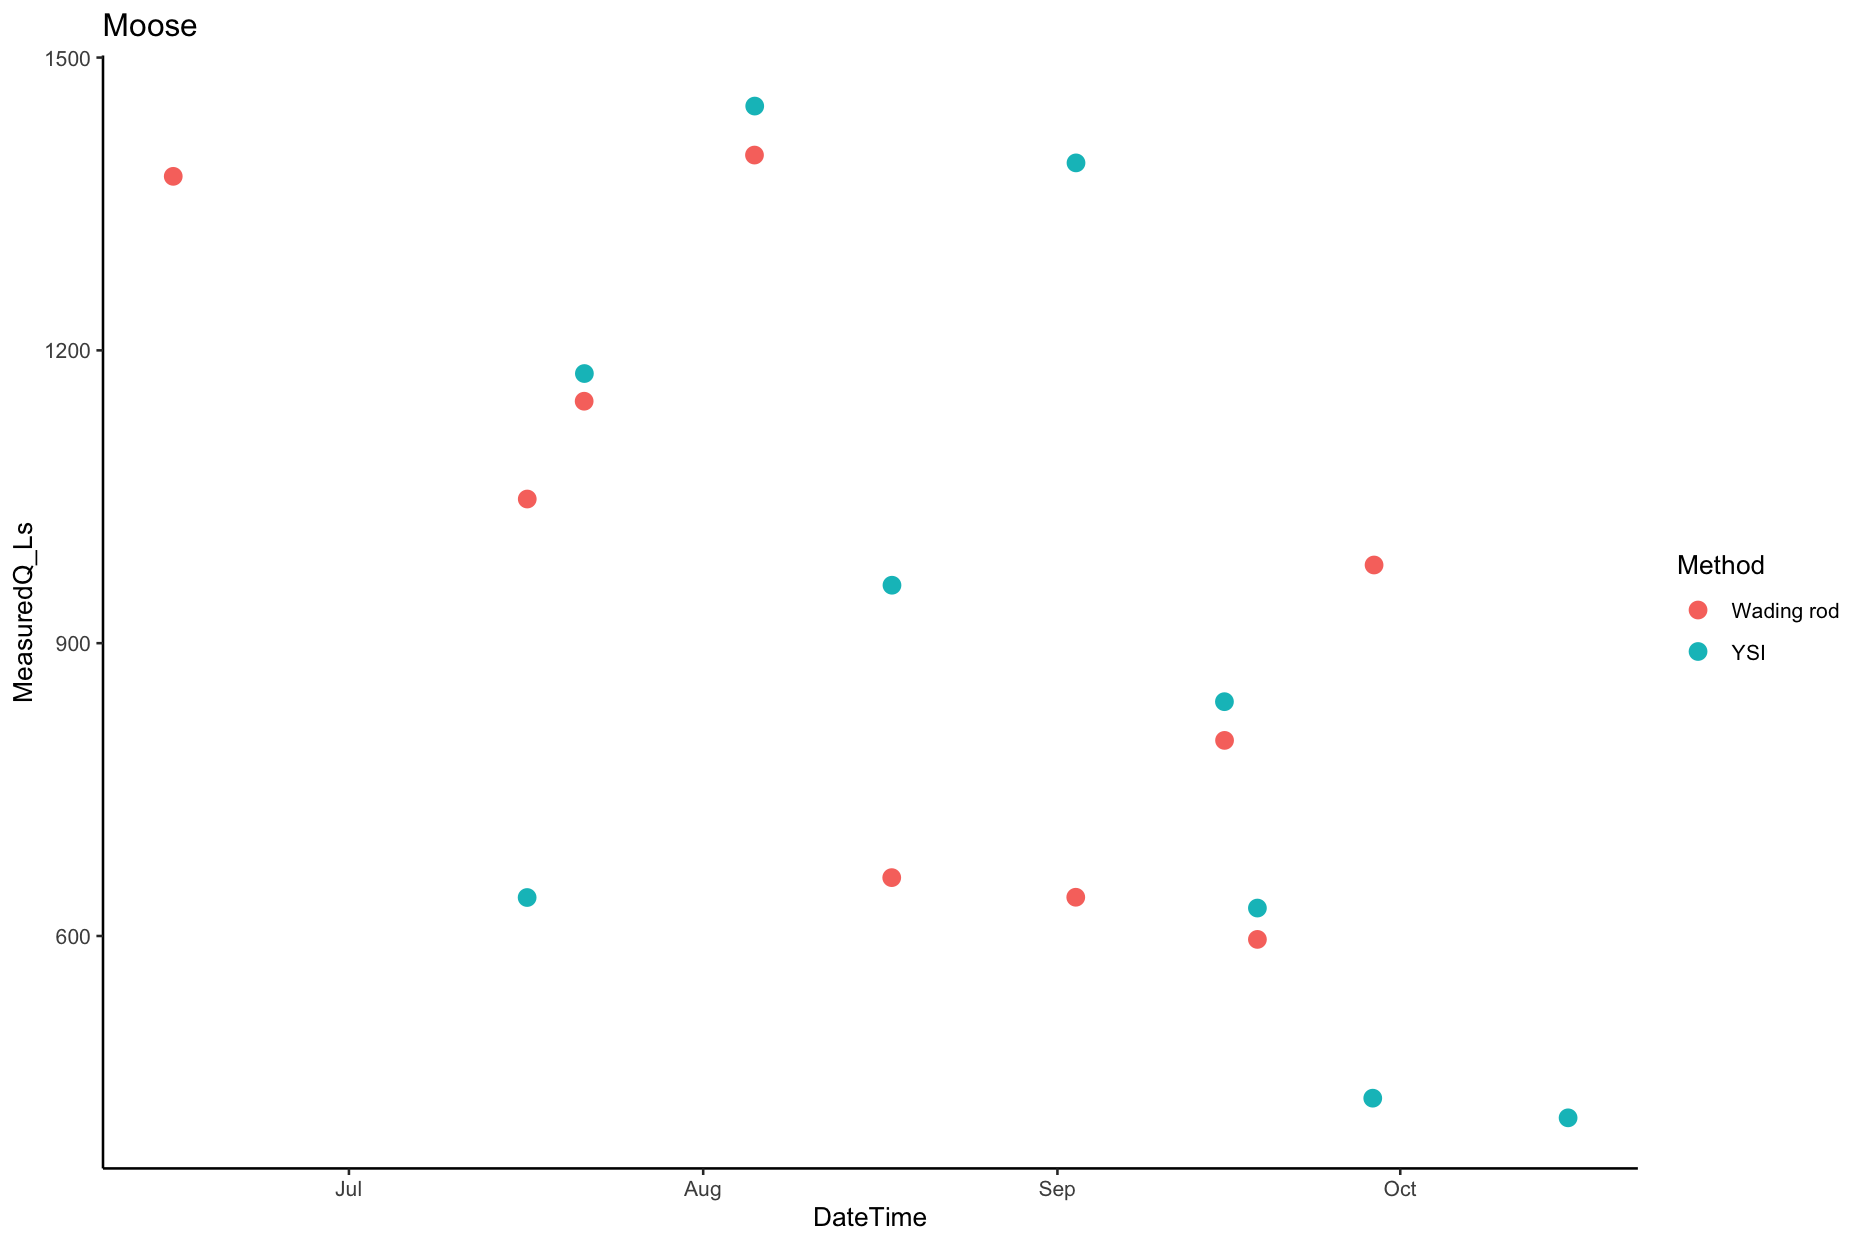 Moose
1500
1200
900
600
MeasuredQ_Ls
Jul
Aug
Sep
Oct
DateTime
Method
Wading rod
YSI